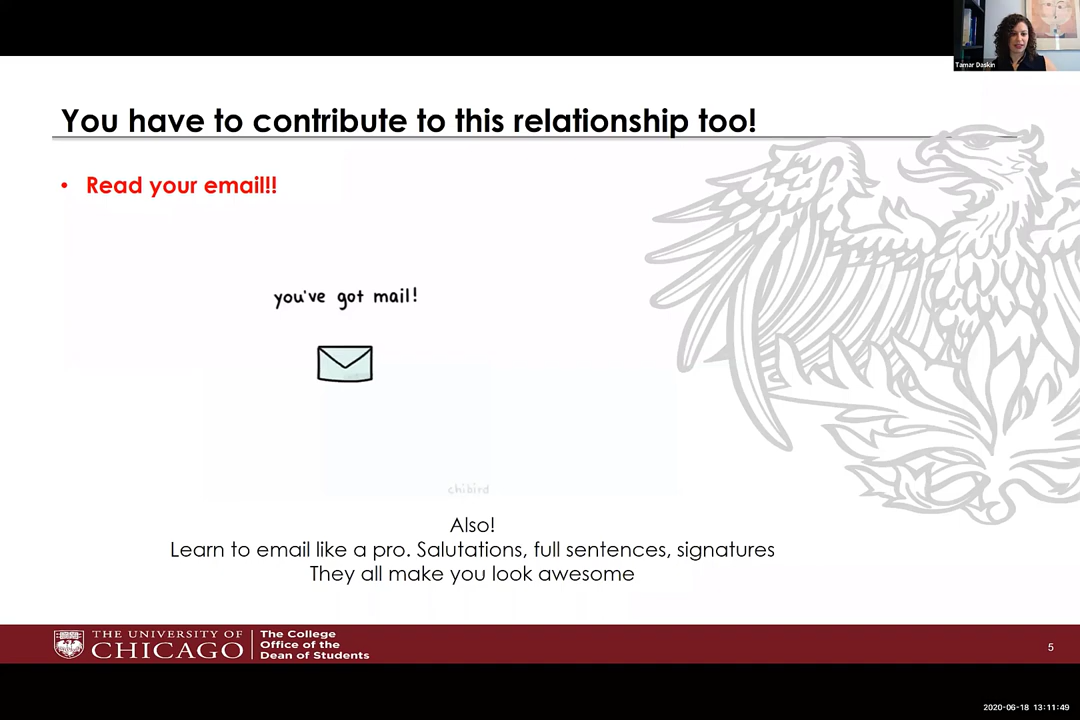 Tamar Daskin
You have to contribute to this relationship too!
• Read your email!!
you've got mail!
chibird
Also!
Learn to email like a pro. Salutations, full sentences, signatures
They all make you look awesome
THE UNIVERSITY OF
CHICAGO
The College
Office of the
Dean of Students
5
2020-06-18 13:11:49